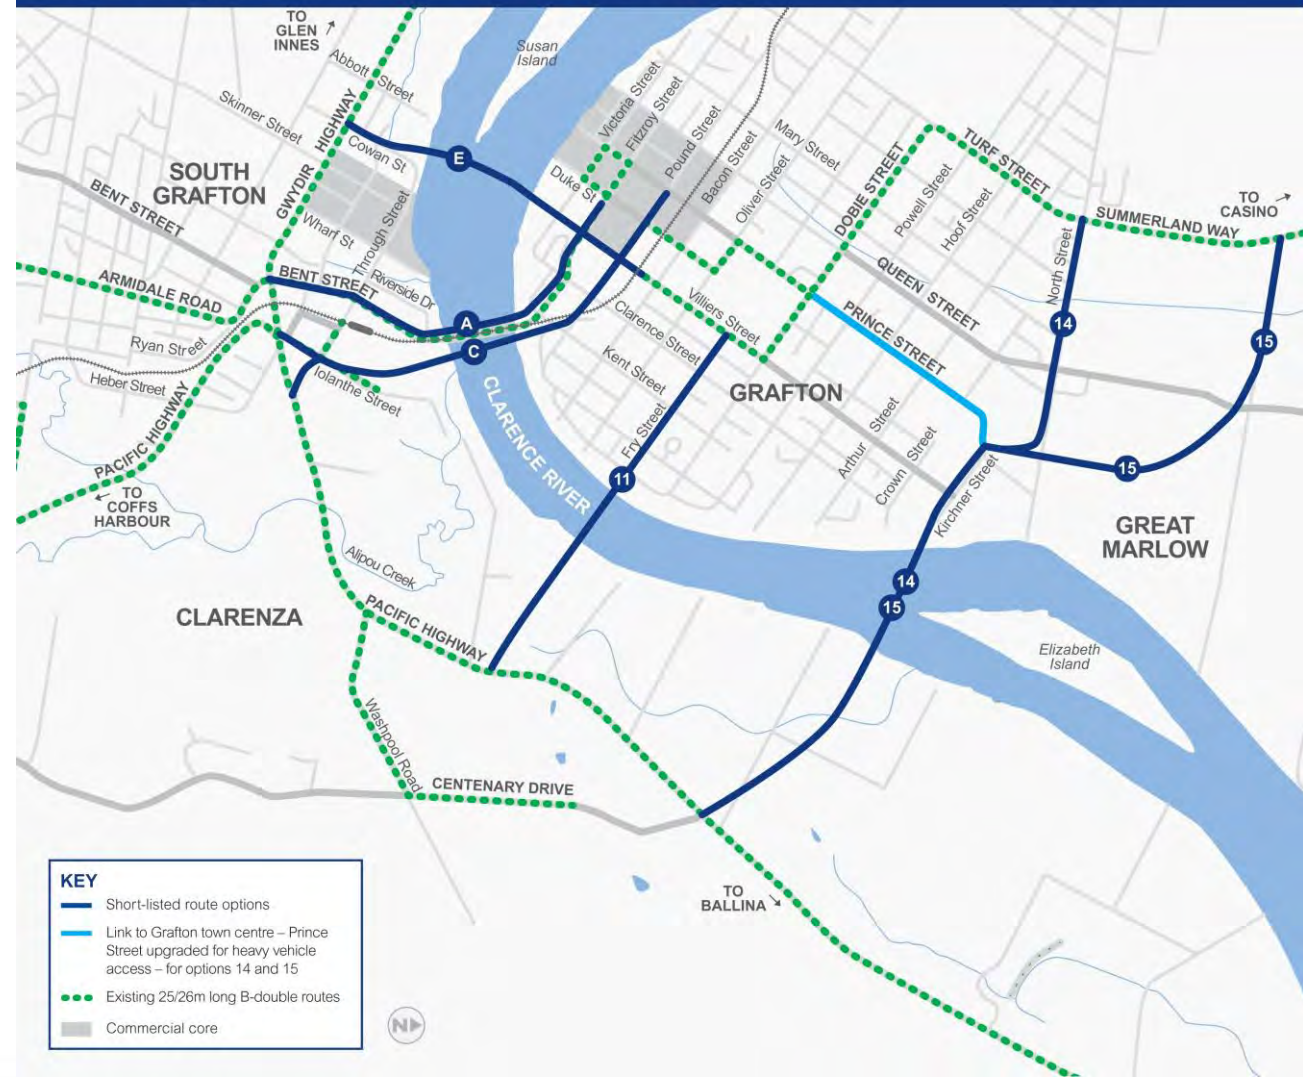 TO
GLEN
INNES
Susan
Island
Abbott Street
Skinner Street
Cowan St
SOUTH
GRAFTON
GWYDIR HIGHWAY
BENT STREET
Wharf St
Through Street
Riverside Dr
BENT STREET
ARMIDALE ROAD
Ryan Street
Heber Street
Iolanthe Street
PACIFIC HIGHWAY
TO
COFFS
HARBOUR
E
A
C
Victoria Street
Fitzroy Street
Pound Street
Bacon Street
Duke St
Mary Street
Oliver Street
DOBIE STREET
TURF STREET
Powell Street
Hoof Street
SUMMERLAND WAY
TO
CASINO
North Street
QUEEN STREET
PRINCE STREET
Villiers Street
Clarence Street
Kent Street
GRAFTON
Fry Street
11
CLARENCE RIVER
Arthur Street
Crown Street
Kirchner Street
14
15
15
GREAT
MARLOW
14
15
Elizabeth
Island
Alipou Creek
CLARENZA
PACIFIC HIGHWAY
Washpool Road
CENTENARY DRIVE
TO
BALLINA
KEY
Short-listed route options
Link to Grafton town centre – Prince
Street upgraded for heavy vehicle
access – for options 14 and 15
Existing 25/26m long B-double routes
Commercial core
N